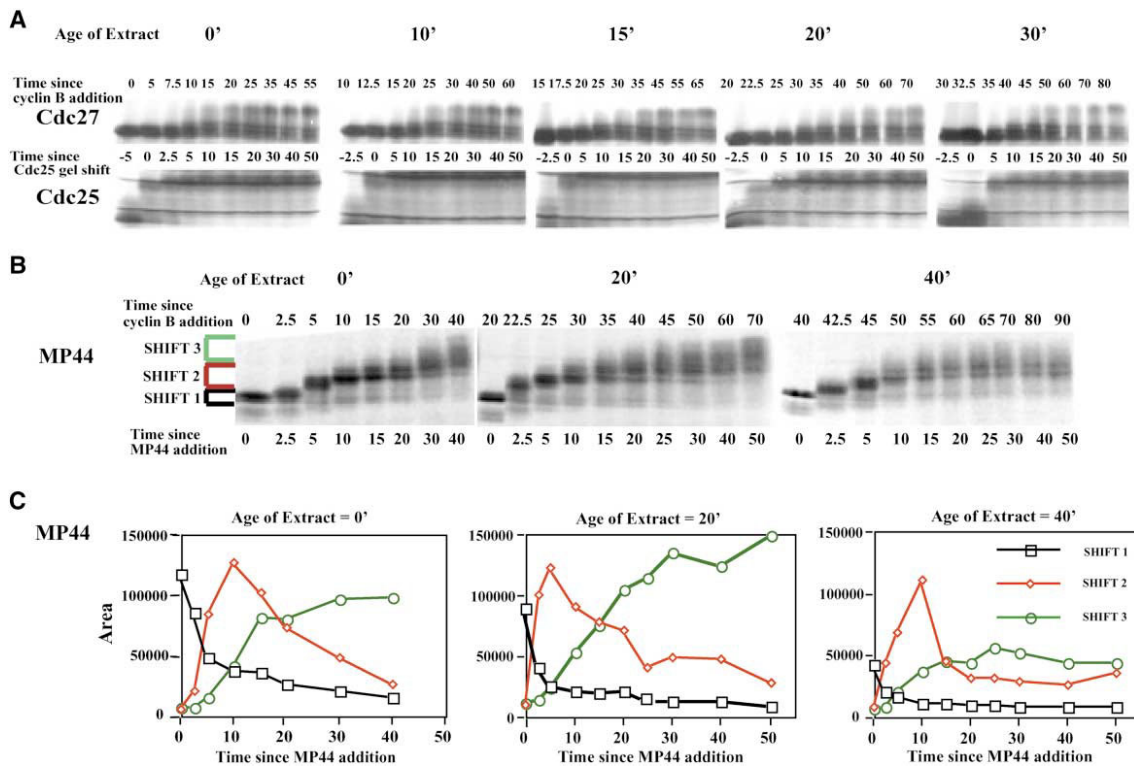 A
Age of Extract 0’ 10’ 15’ 20’ 30’
Time since cyclin B addition 0 5 7.5 10 15 20 25 35 45 55 10 12.5 15 20 25 30 40 50 60 15 17.5 20 25 30 35 45 55 65 20 22.5 25 30 35 40 50 60 70 30 32.5 35 40 45 50 60 70 80
Cdc27
Time since Cdc25 gel shift -5 0 2.5 5 10 15 20 30 40 50 -2.5 0 5 10 15 20 30 40 50 -2.5 0 5 10 15 20 30 40 50 -2.5 0 5 10 15 20 30 40 50 -2.5 0 5 10 15 20 30 40 50
Cdc25
B
Age of Extract 0’ 20’ 40’
Time since cyclin B addition 0 2.5 5 10 15 20 30 40 20 22.5 25 30 35 40 45 50 60 70 40 42.5 45 50 55 60 65 70 80 90
MP44
SHIFT 3
SHIFT 2
SHIFT 1
Time since MP44 addition 0 2.5 5 10 15 20 30 40 0 2.5 5 10 15 20 25 30 40 50 0 2.5 5 10 15 20 25 30 40 50
C
MP44
Age of Extract = 0’
Area
150000
100000
50000
0
0 10 20 30 40 50
Time since MP44 addition
Age of Extract = 20’
150000
100000
50000
0
0 10 20 30 40 50
Time since MP44 addition
Age of Extract = 40’
150000
100000
50000
0
0 10 20 30 40 50
Time since MP44 addition
SHIFT 1
SHIFT 2
SHIFT 3